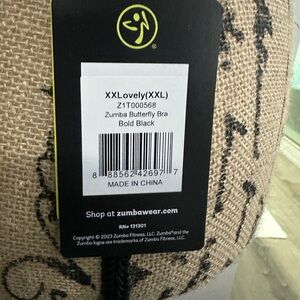 XXLovely(XXL)
Z1T000568
Zumba Butterfly Bra
Bold Black
8 88562 42697 7
MADE IN CHINA
Shop at zumbawear.com
RN# 131301
Copyright © 2023 Zumba Fitness, LLC. Zumba® and the
Zumba logos are trademarks of Zumba Fitness, LLC.